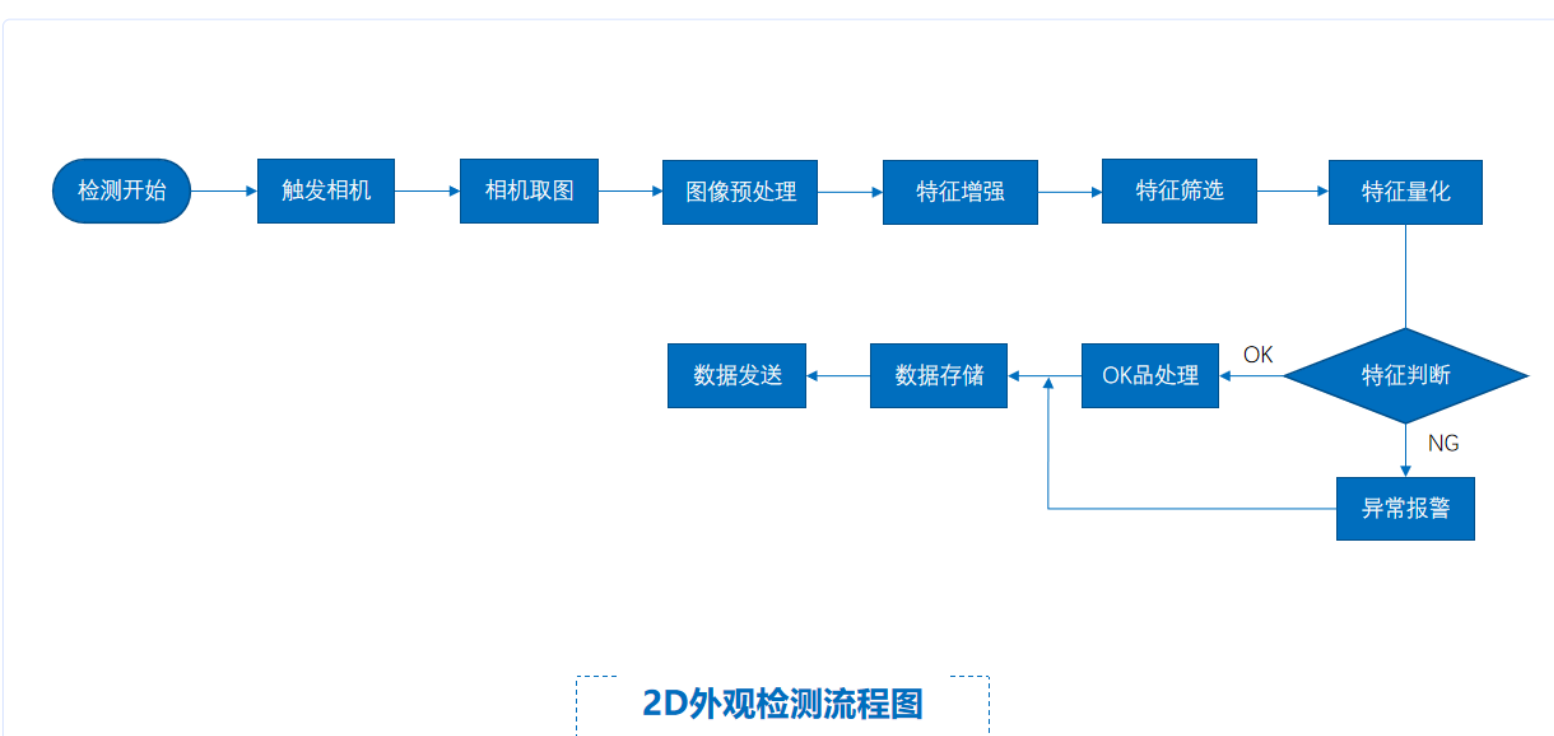 检测开始
触发相机
相机取图
图像预处理
特征增强
特征筛选
特征量化
数据发送
数据存储
OK品处理
OK
特征判断
NG
异常报警
2D外观检测流程图